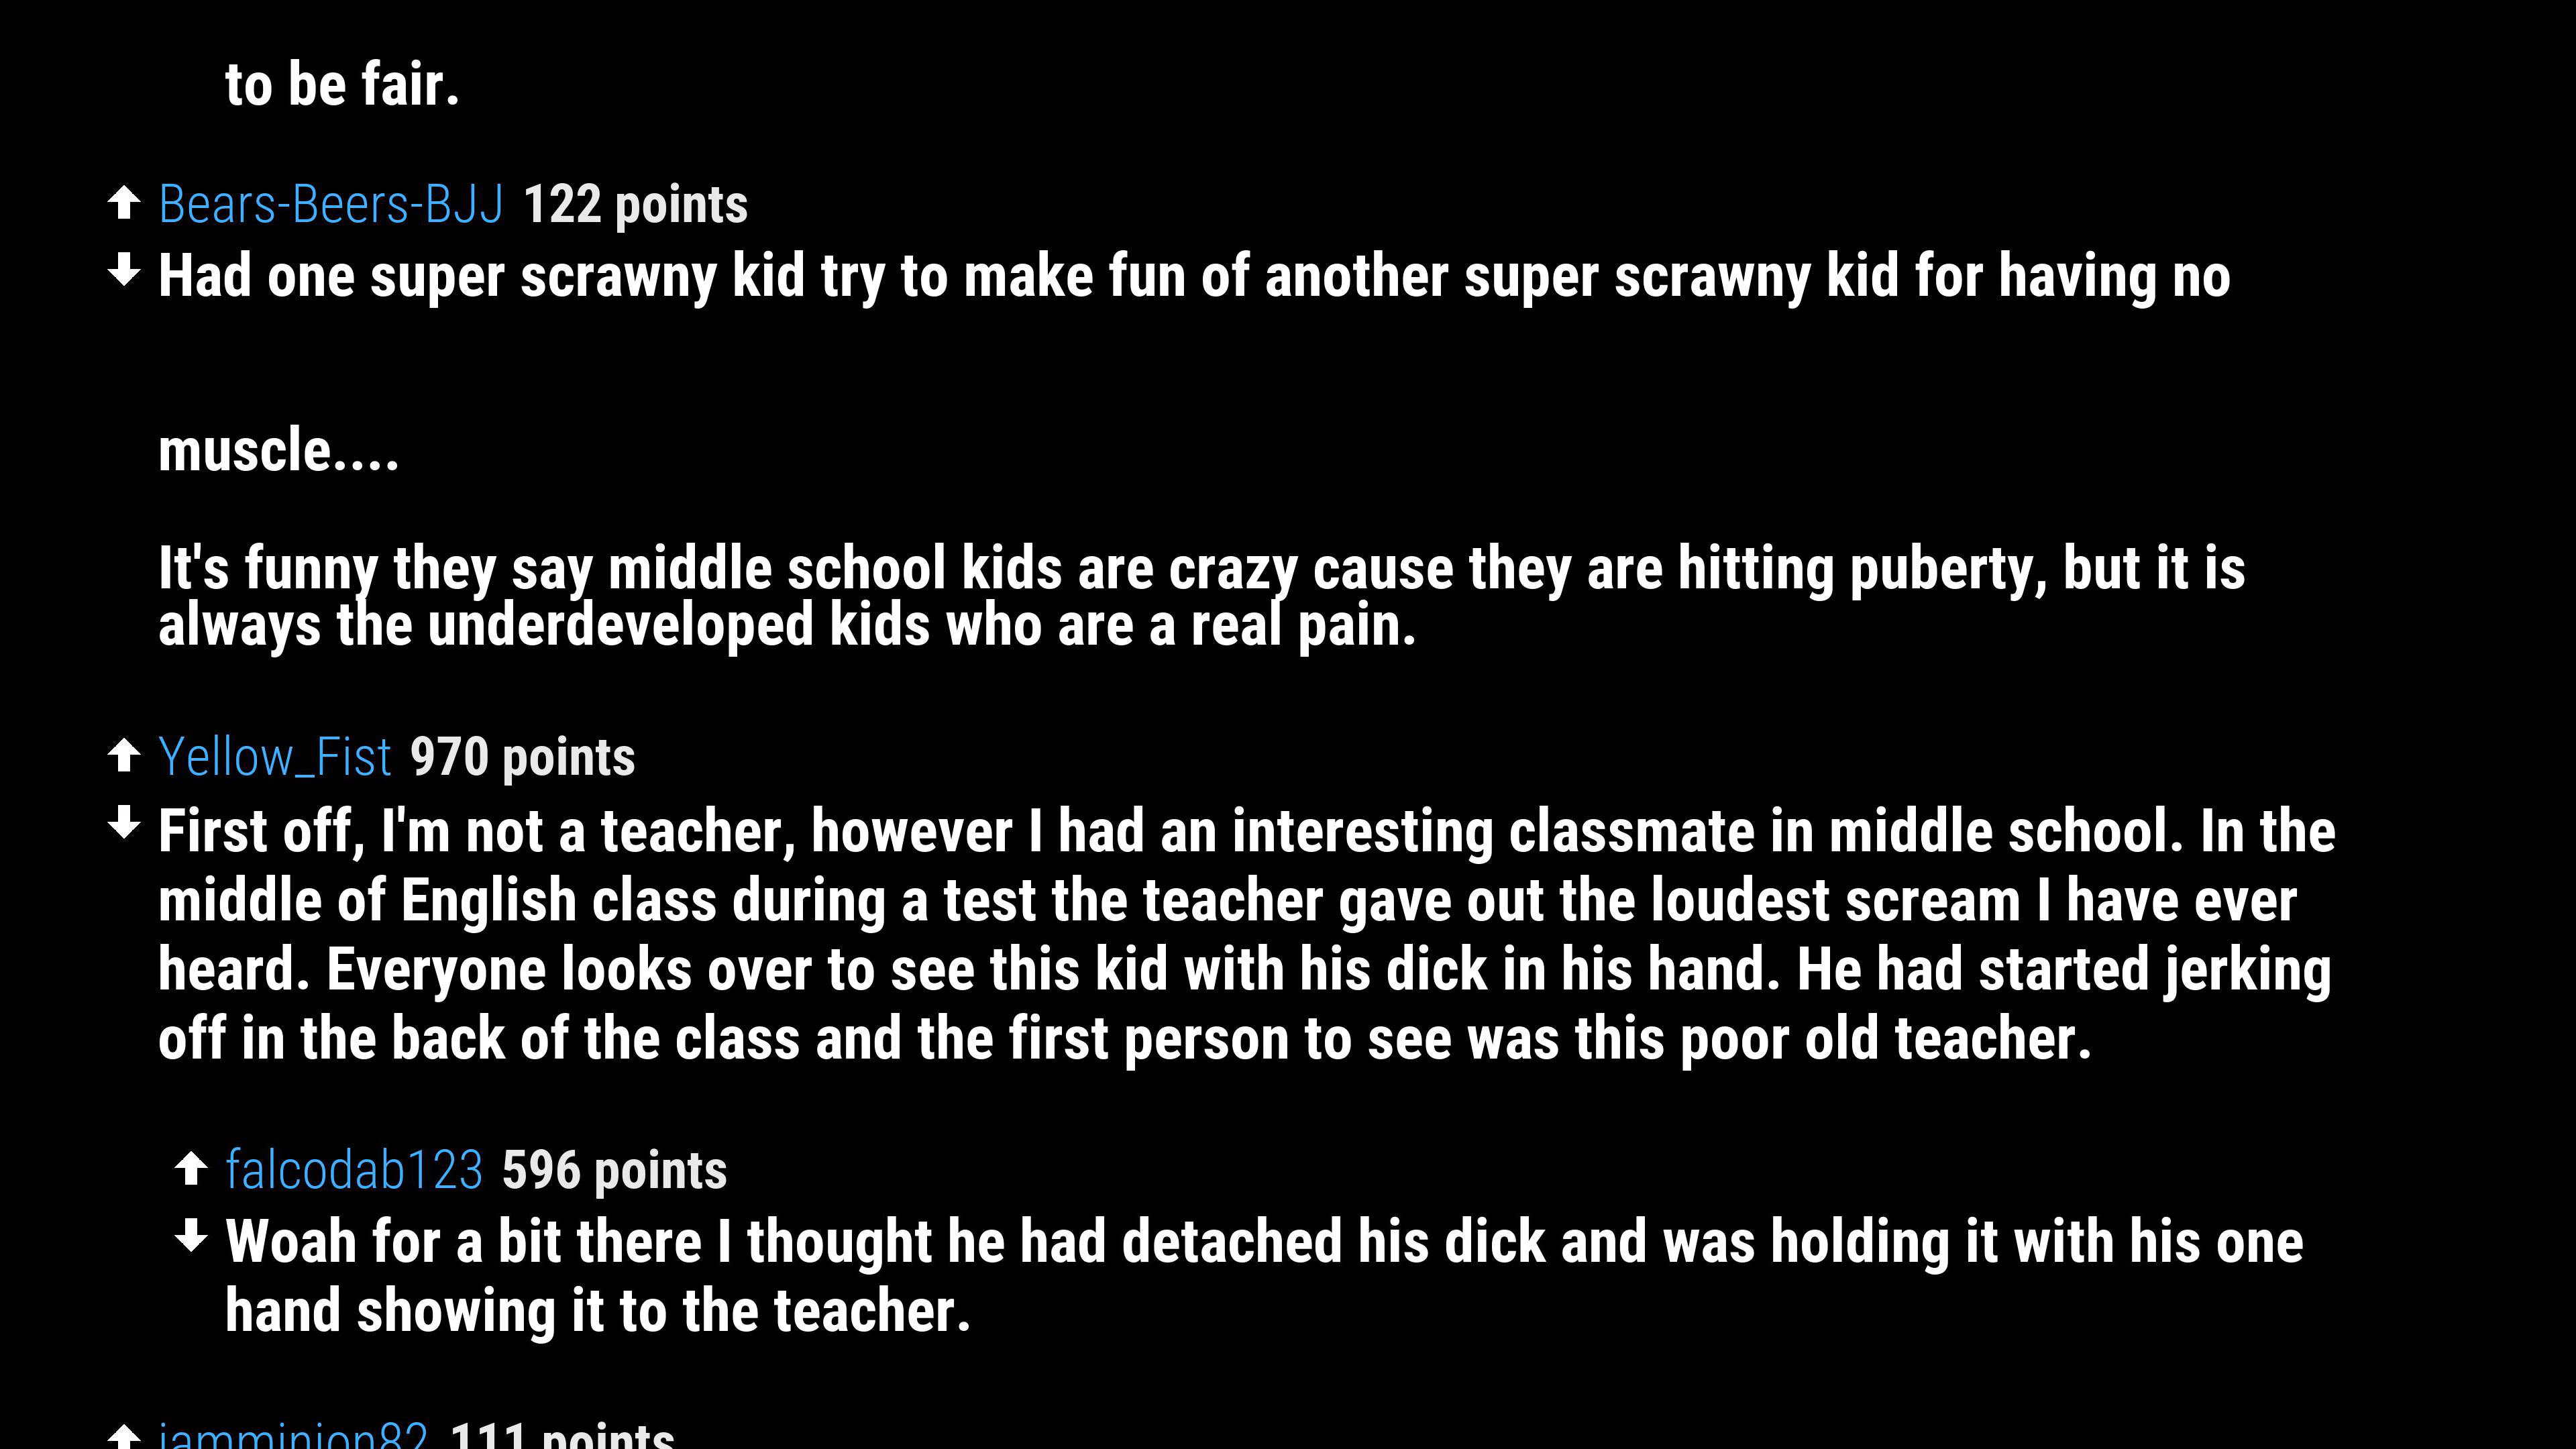 to be fair.
Bears-Beers-BJJ 122 points
Had one super scrawny kid try to make fun of another super scrawny kid for having no
muscle....
It's funny they say middle school kids are crazy cause they are hitting puberty, but it is
always the underdeveloped kids who are a real pain.
Yellow_Fist 970 points
First off, I'm not a teacher, however I had an interesting classmate in middle school. In the
middle of English class during a test the teacher gave out the loudest scream I have ever
heard. Everyone looks over to see this kid with his dick in his hand. He had started jerking
off in the back of the class and the first person to see was this poor old teacher.
falcodab123 596 points
Woah for a bit there I thought he had detached his dick and was holding it with his one
hand showing it to the teacher.
111 points